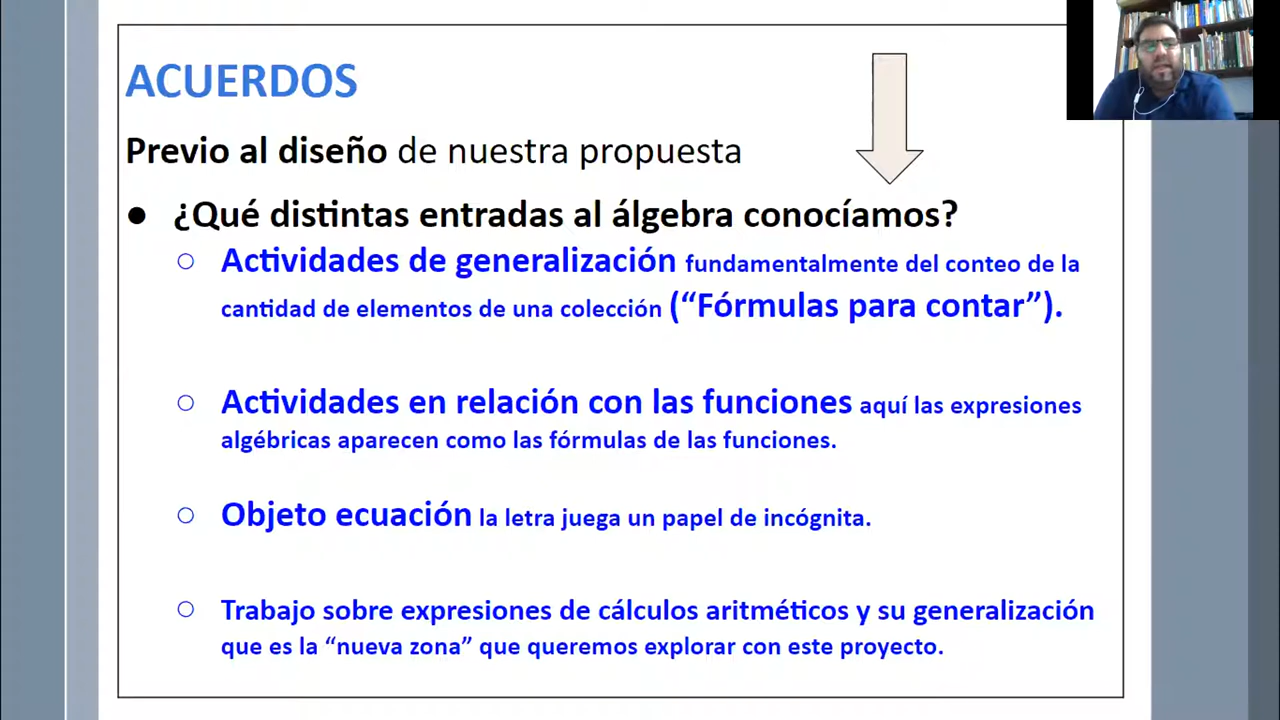 ACUERDOS
Previo al diseño de nuestra propuesta
● ¿Qué distintas entradas al álgebra conocíamos?
○ Actividades de generalización fundamentalmente del conteo de la
cantidad de elementos de una colección (“Fórmulas para contar”).
○ Actividades en relación con las funciones aquí las expresiones
algébricas aparecen como las fórmulas de las funciones.
○ Objeto ecuación la letra juega un papel de incógnita.
○ Trabajo sobre expresiones de cálculos aritméticos y su generalización
que es la “nueva zona” que queremos explorar con este proyecto.